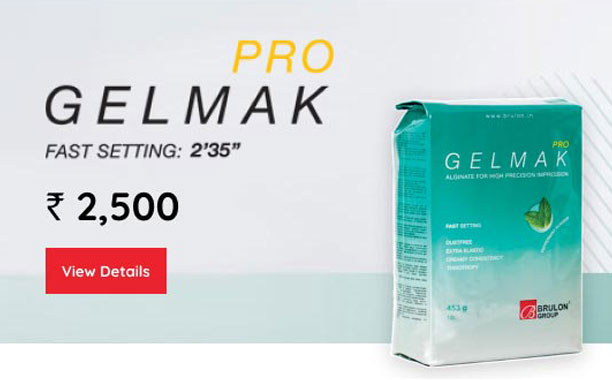 PRO
GELMAK
FAST SETTING: 2'35"
₹ 2,500
View Details
www.brulon.in
PRO
GELMAK
ALGINATE FOR HIGH PRECISION IMPRESSION
FAST SETTING
DUSTFREE
EXTRA ELASTIC
CREAMY CONSISTENCY
THIXOTROPY
453 g
BRULON
GROUP